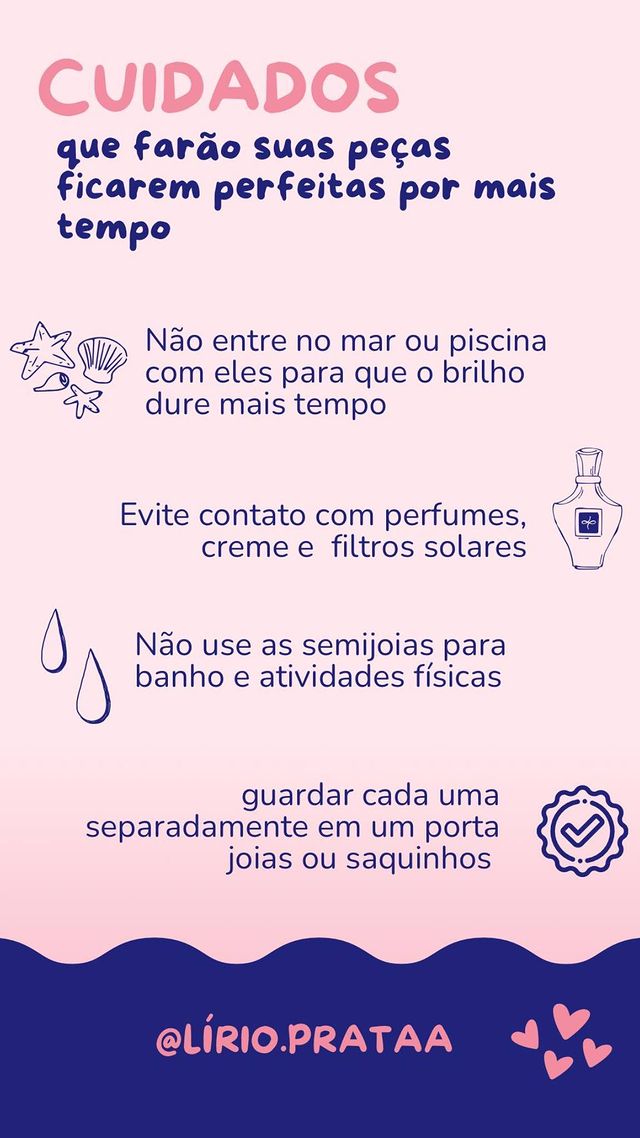 CUIDADOS
que farão suas peças
ficarem perfeitas por mais
tempo
Não entre no mar ou piscina
com eles para que o brilho
dure mais tempo
Evite contato com perfumes,
creme e filtros solares
Não use as semijoias para
banho e atividades físicas
guardar cada uma
separadamente em um porta
joias ou saquinhos
@LÍRIO.PRATAA